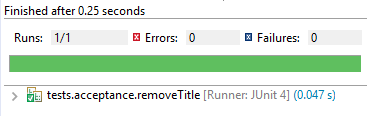 Finished after 0.25 seconds
Runs: 1/1 Errors: 0 Failures: 0
tests.acceptance.removeTitle [Runner: JUnit 4] (0.047 s)